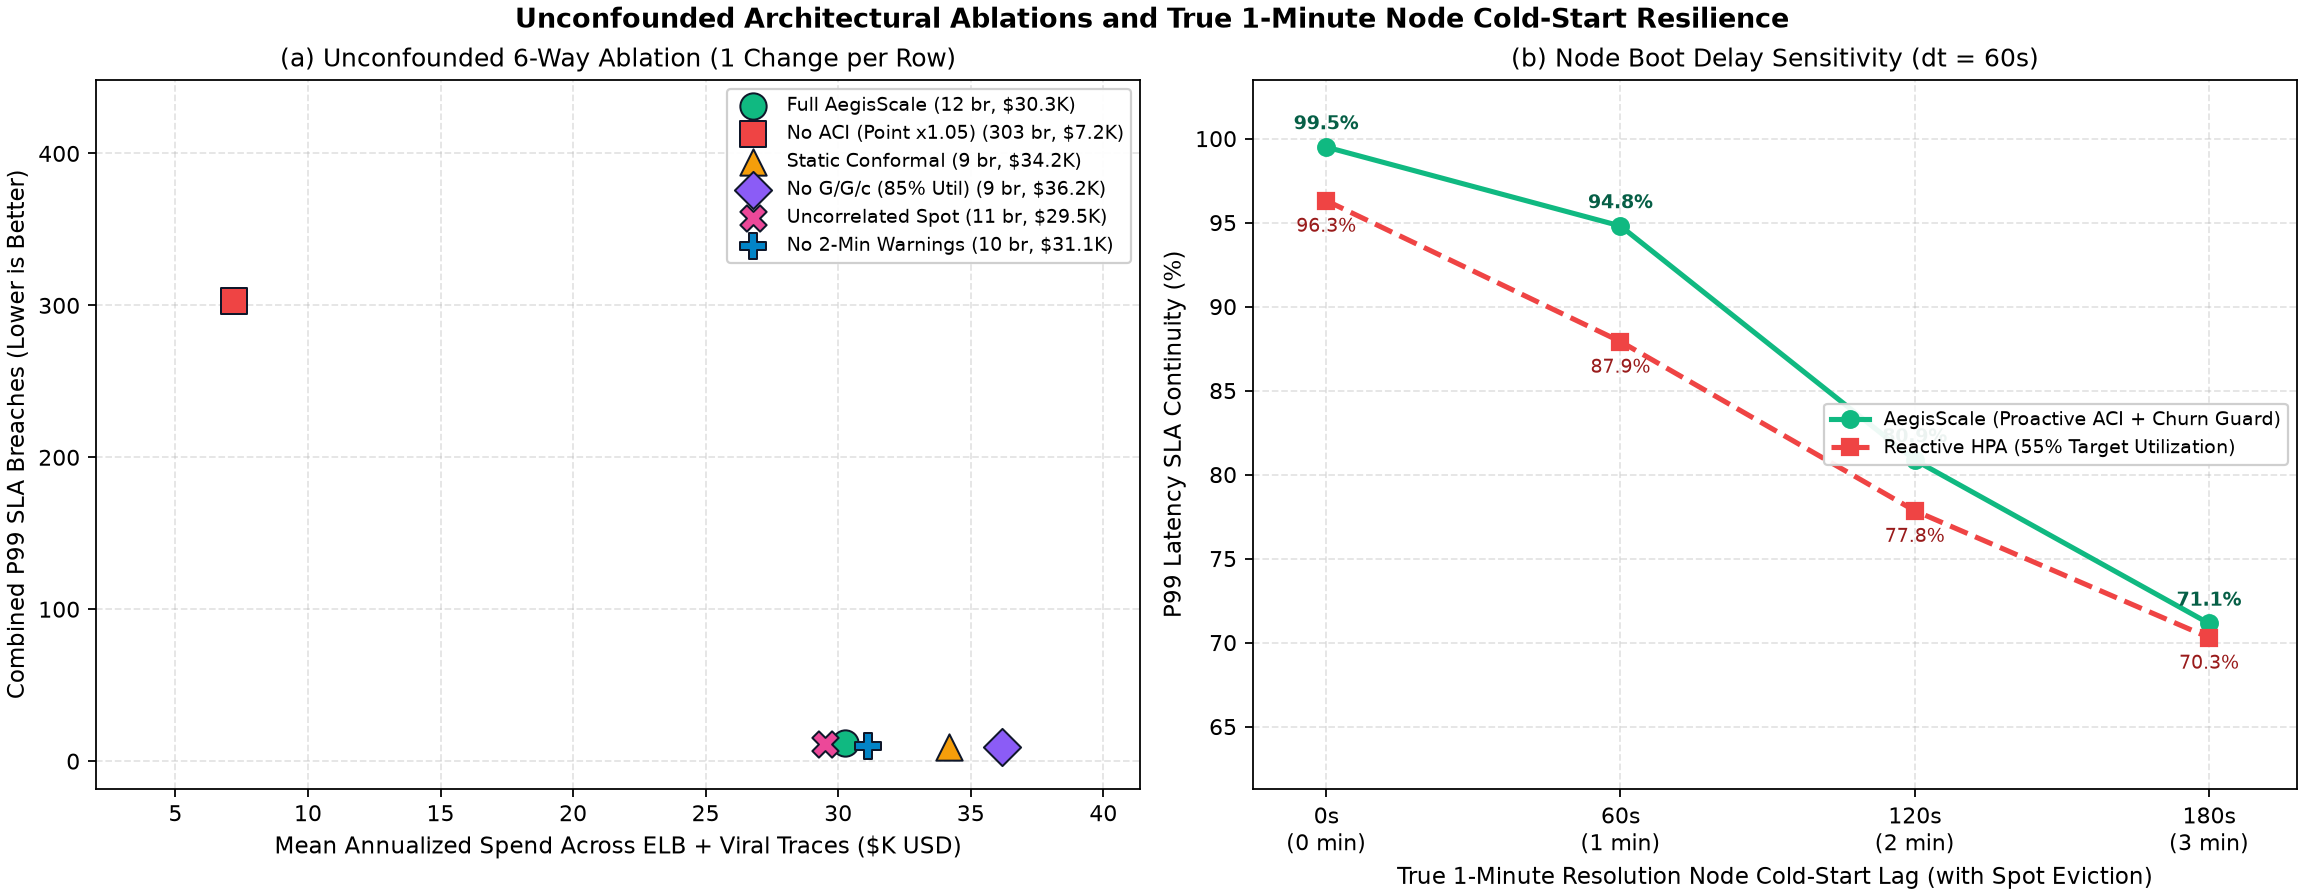 Unconfounded Architectural Ablations and True 1-Minute Node Cold-Start Resilience
(a) Unconfounded 6-Way Ablation (1 Change per Row)
Combined P99 SLA Breaches (Lower is Better)
400
300
200
100
0
Full AegisScale (12 br, $30.3K)
No ACI (Point x1.05) (303 br, $7.2K)
Static Conformal (9 br, $34.2K)
No G/G/c (85% Util) (9 br, $36.2K)
Uncorrelated Spot (11 br, $29.5K)
No 2-Min Warnings (10 br, $31.1K)
5 10 15 20 25 30 35 40
Mean Annualized Spend Across ELB + Viral Traces ($K USD)
(b) Node Boot Delay Sensitivity (dt = 60s)
P99 Latency SLA Continuity (%)
100
95
90
85
80
75
70
65
99.5%
96.3%
94.8%
87.9%
AegisScale (Proactive ACI + Churn Guard)
Reactive HPA (55% Target Utilization)
77.8%
71.1%
70.3%
0s 60s 120s 180s
(0 min) (1 min) (2 min) (3 min)
True 1-Minute Resolution Node Cold-Start Lag (with Spot Eviction)